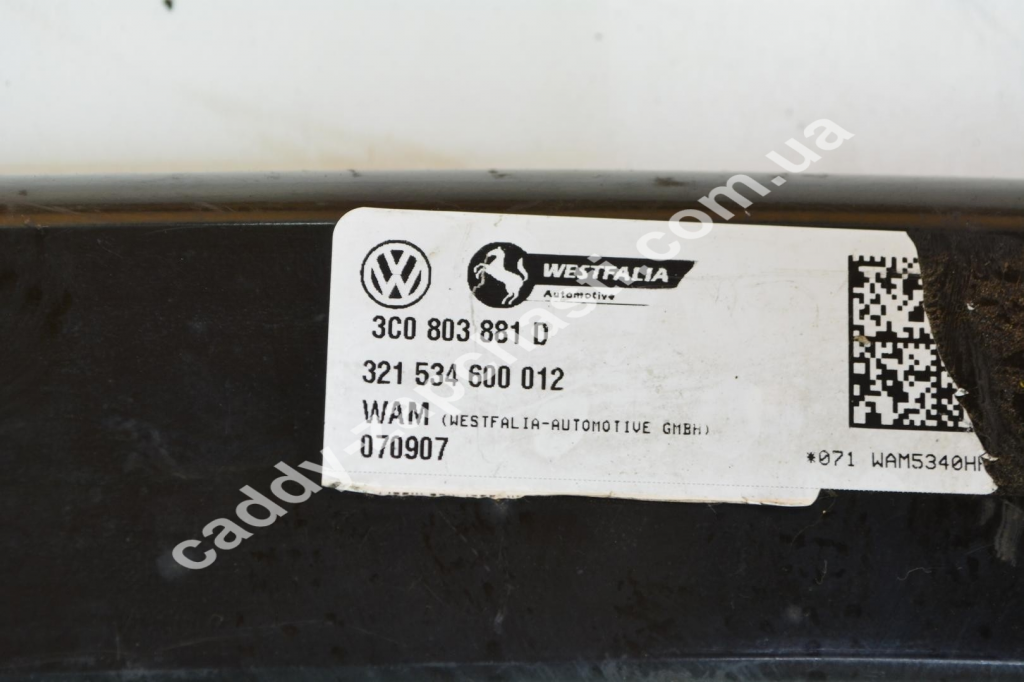 WESTFALIA
Automotive
3C0 803 881 D
321 534 600 012
WAM (WESTFALIA-AUTOMOTIVE GMBH)
070907
*071 WAM5340H
caddy-zapchasti.com.ua